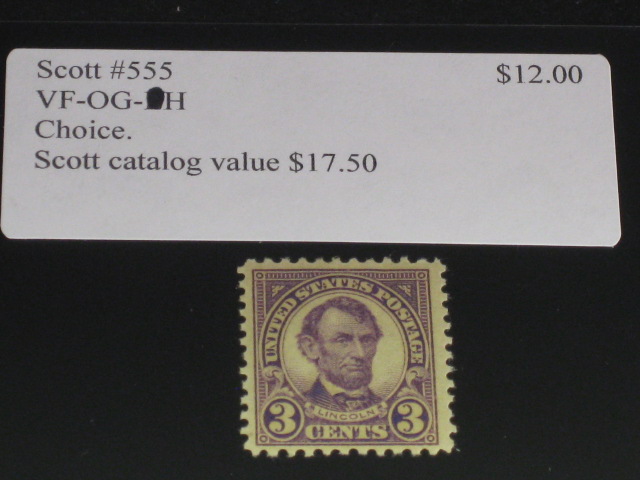 Scott #555 $12.00
VF-OG- H
Choice.
Scott catalog value $17.50
UNITED STATES POSTAGE
LINCOLN
3 CENTS 3